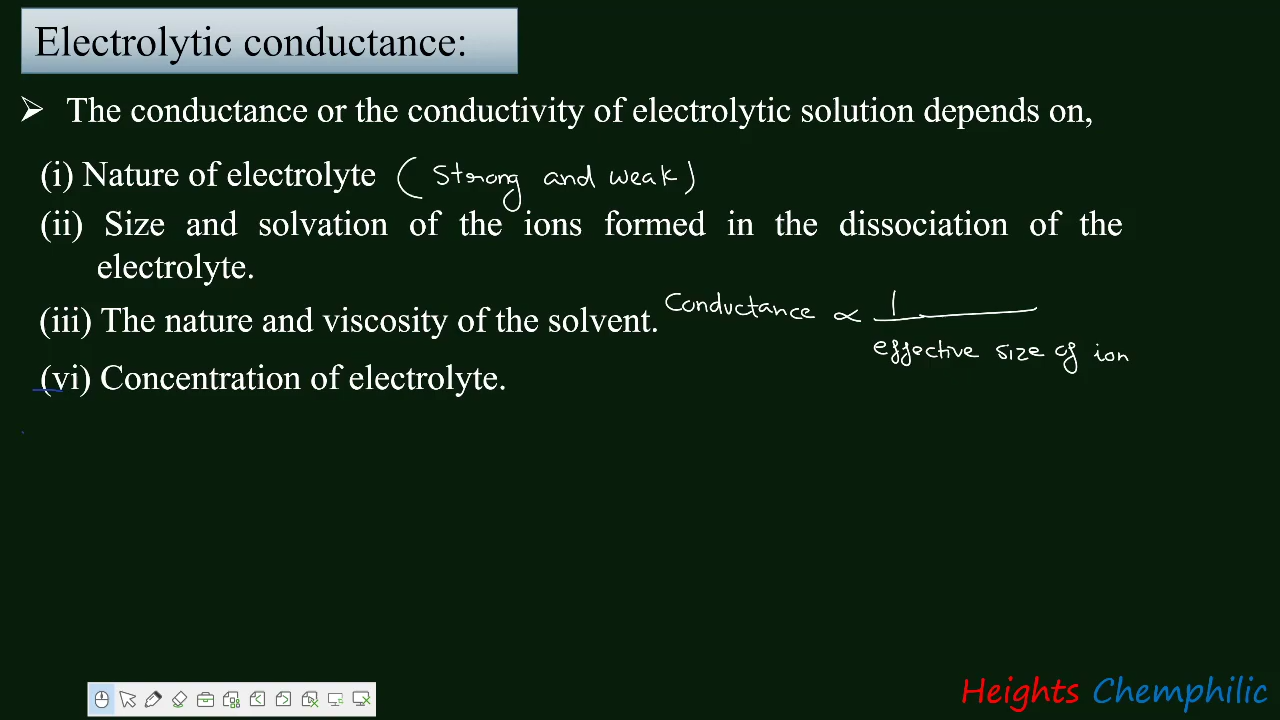 Electrolytic conductance:
➢ The conductance or the conductivity of electrolytic solution depends on,
(i) Nature of electrolyte (Strong and weak)
(ii) Size and solvation of the ions formed in the dissociation of the
electrolyte.
(iii) The nature and viscosity of the solvent. Conductance ∝ 1
effective size of ion
(vi) Concentration of electrolyte.
Heights Chemphilic